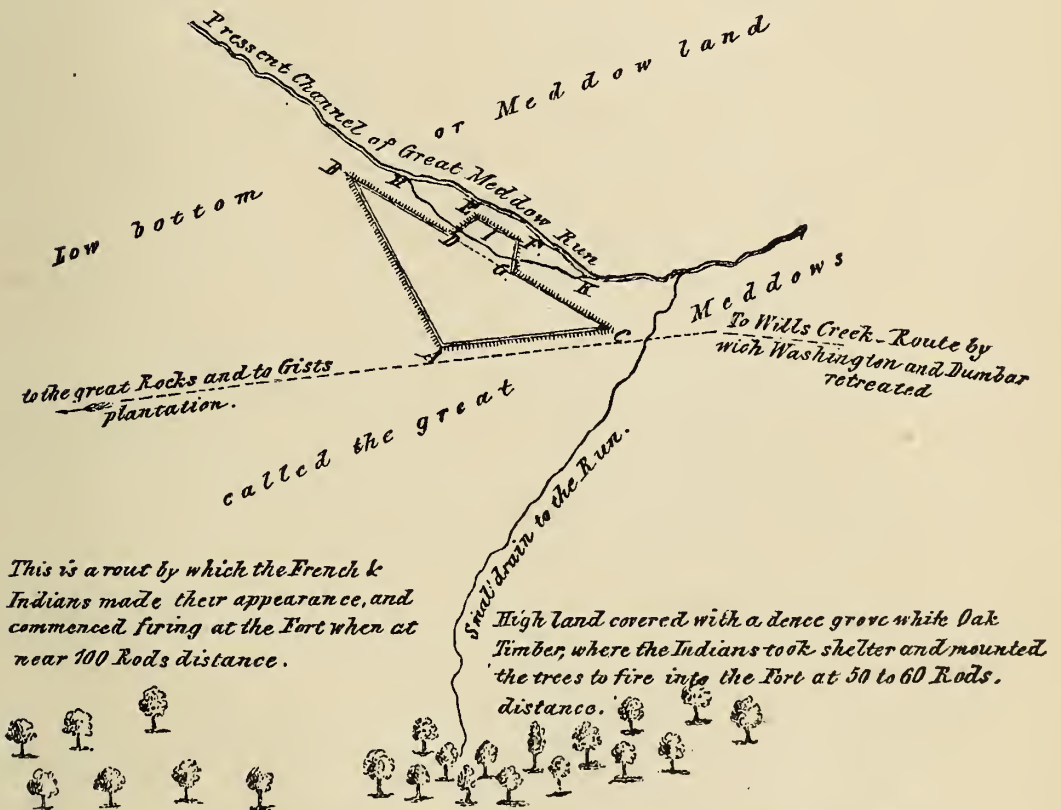 Pressent Channel of Great Meddow Run
Low bottom or Meddow land
B
H
E
I
F
D
G
K
C
called the great Meddows
to the great Rocks and to Gists
plantation.
To Wills Creek - Route by
wich Washington and Dumbar
retreated
Smal drain to the Run.
This is a rout by which the French &
Indians made their appearance, and
commenced firing at the Fort when at
near 100 Rods distance.
High land covered with a dence grove white Oak
Timber, where the Indians took shelter and mounted
the trees to fire into the Fort at 50 to 60 Rods.
distance.